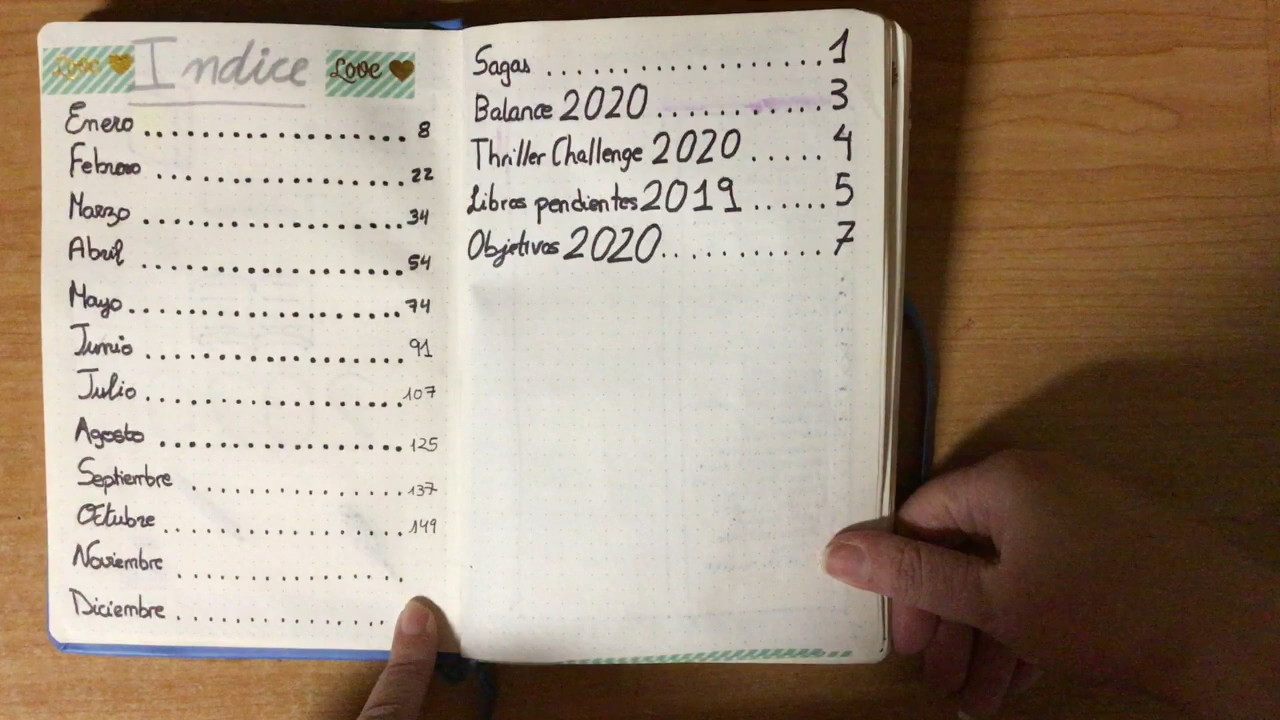 Love Indice Love
Enero ........................ 8
Febrero ........................ 22
Marzo ........................ 34
Abril ........................ 54
Mayo ........................ 74
Junio ........................ 91
Julio ........................ 107
Agosto ........................ 125
Septiembre ........................ 137
Octubre ........................ 149
Noviembre ........................
Diciembre ........................
Sagas ........................ 1
Balance 2020 ............ 3
Thriller Challenge 2020 ...... 4
Libros pendientes 2019 ...... 5
Objetivos 2020 ............ 7